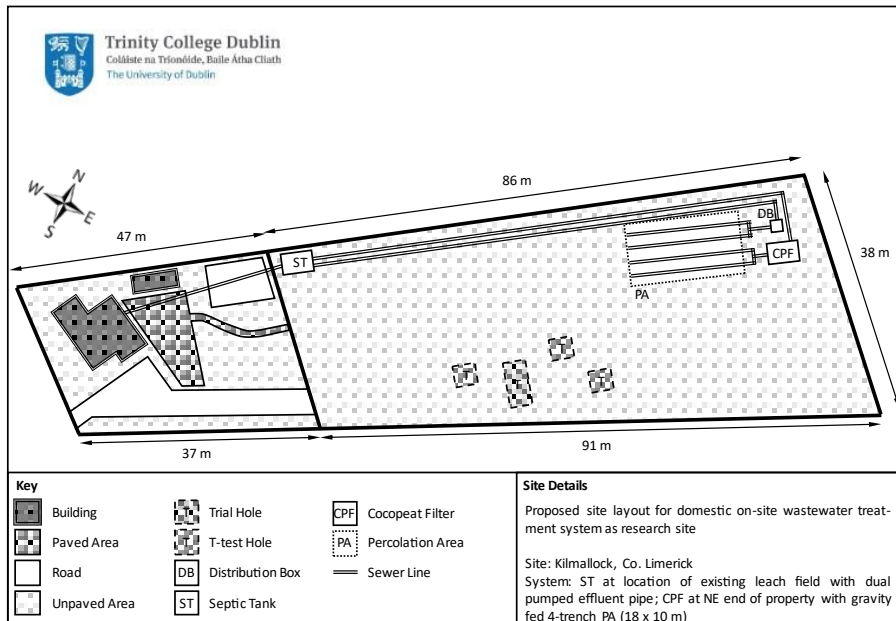 Trinity College Dublin
Coláiste na Tríonóide, Baile Átha Cliath
The University of Dublin
N
W
E
S
86 m
47 m
38 m
DB
ST
CPF
PA
T
T
T
37 m
91 m
Key
Building
Paved Area
Road
Unpaved Area
T Trial Hole
T T-test Hole
DB Distribution Box
ST Septic Tank
CPF Cocopeat Filter
PA Percolation Area
Sewer Line
Site Details
Proposed site layout for domestic on-site wastewater treat-
ment system as research site
Site: Kilmallock, Co. Limerick
System: ST at location of existing leach field with dual
pumped effluent pipe; CPF at NE end of property with gravity
fed 4-trench PA (18 x 10 m)